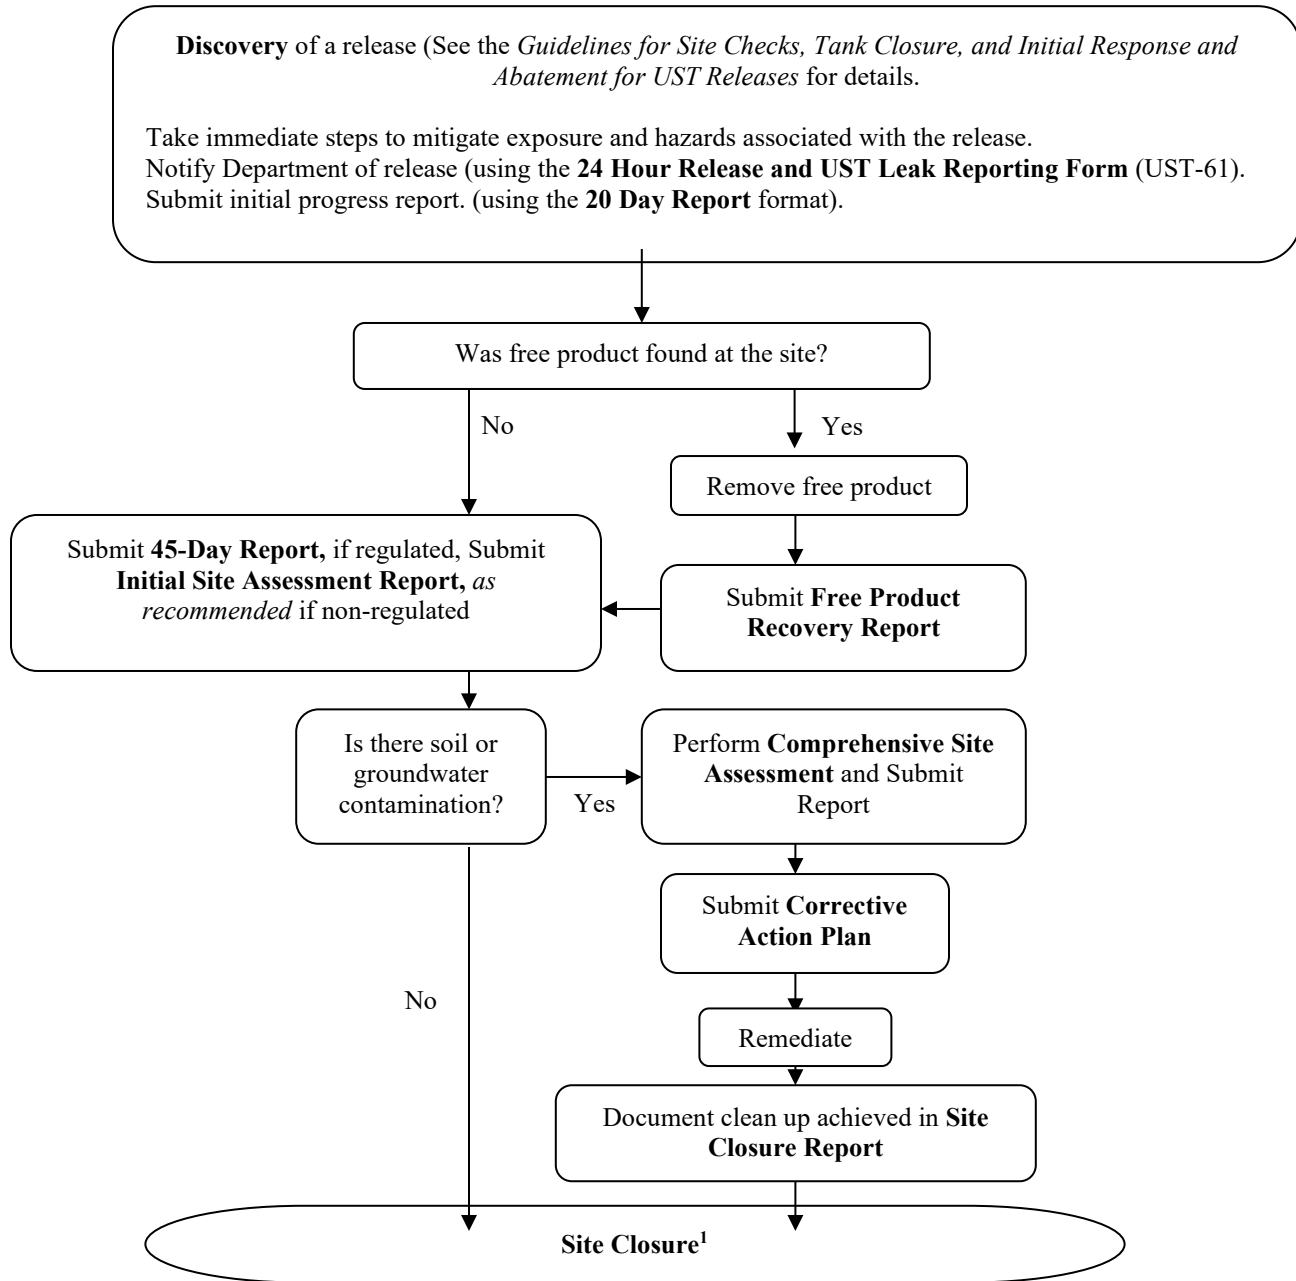 Discovery of a release (See the Guidelines for Site Checks, Tank Closure, and Initial Response and
Abatement for UST Releases for details.
Take immediate steps to mitigate exposure and hazards associated with the release.
Notify Department of release (using the 24 Hour Release and UST Leak Reporting Form (UST-61).
Submit initial progress report. (using the 20 Day Report format).
Was free product found at the site?
No
Yes
Remove free product
Submit 45-Day Report, if regulated, Submit
Initial Site Assessment Report, as
recommended if non-regulated
Submit Free Product
Recovery Report
Is there soil or
groundwater
contamination?
Yes
Perform Comprehensive Site
Assessment and Submit
Report
Submit Corrective
Action Plan
No
Remediate
Document clean up achieved in Site
Closure Report
Site Closure¹